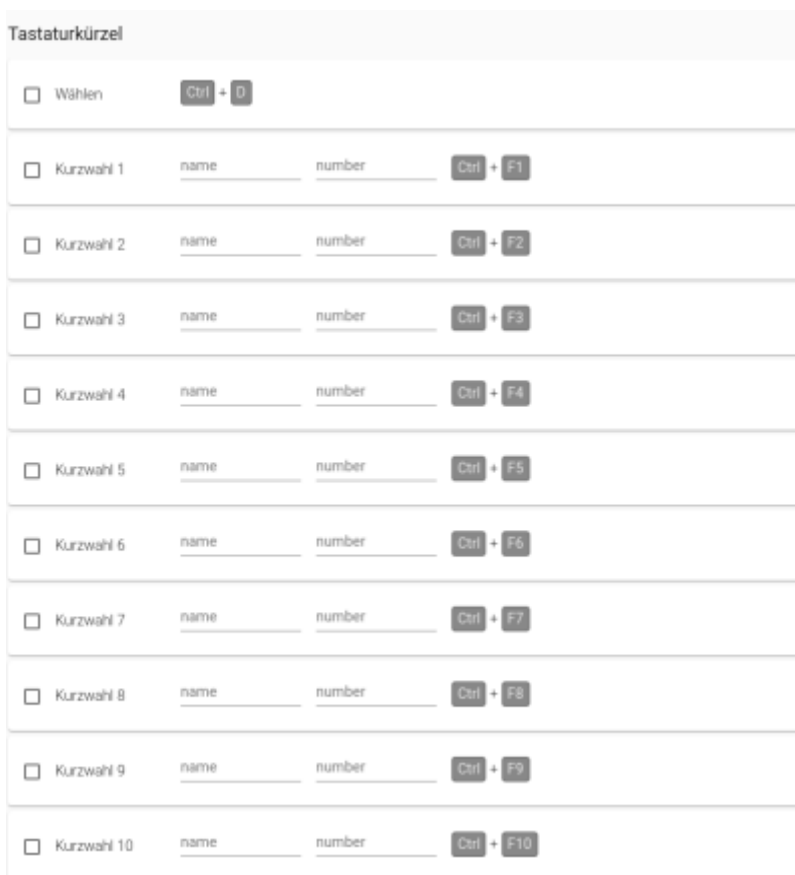 Tastaturkürzel
Wählen Ctrl + D
Kurzwahl 1 name number Ctrl + F1
Kurzwahl 2 name number Ctrl + F2
Kurzwahl 3 name number Ctrl + F3
Kurzwahl 4 name number Ctrl + F4
Kurzwahl 5 name number Ctrl + F5
Kurzwahl 6 name number Ctrl + F6
Kurzwahl 7 name number Ctrl + F7
Kurzwahl 8 name number Ctrl + F8
Kurzwahl 9 name number Ctrl + F9
Kurzwahl 10 name number Ctrl + F10